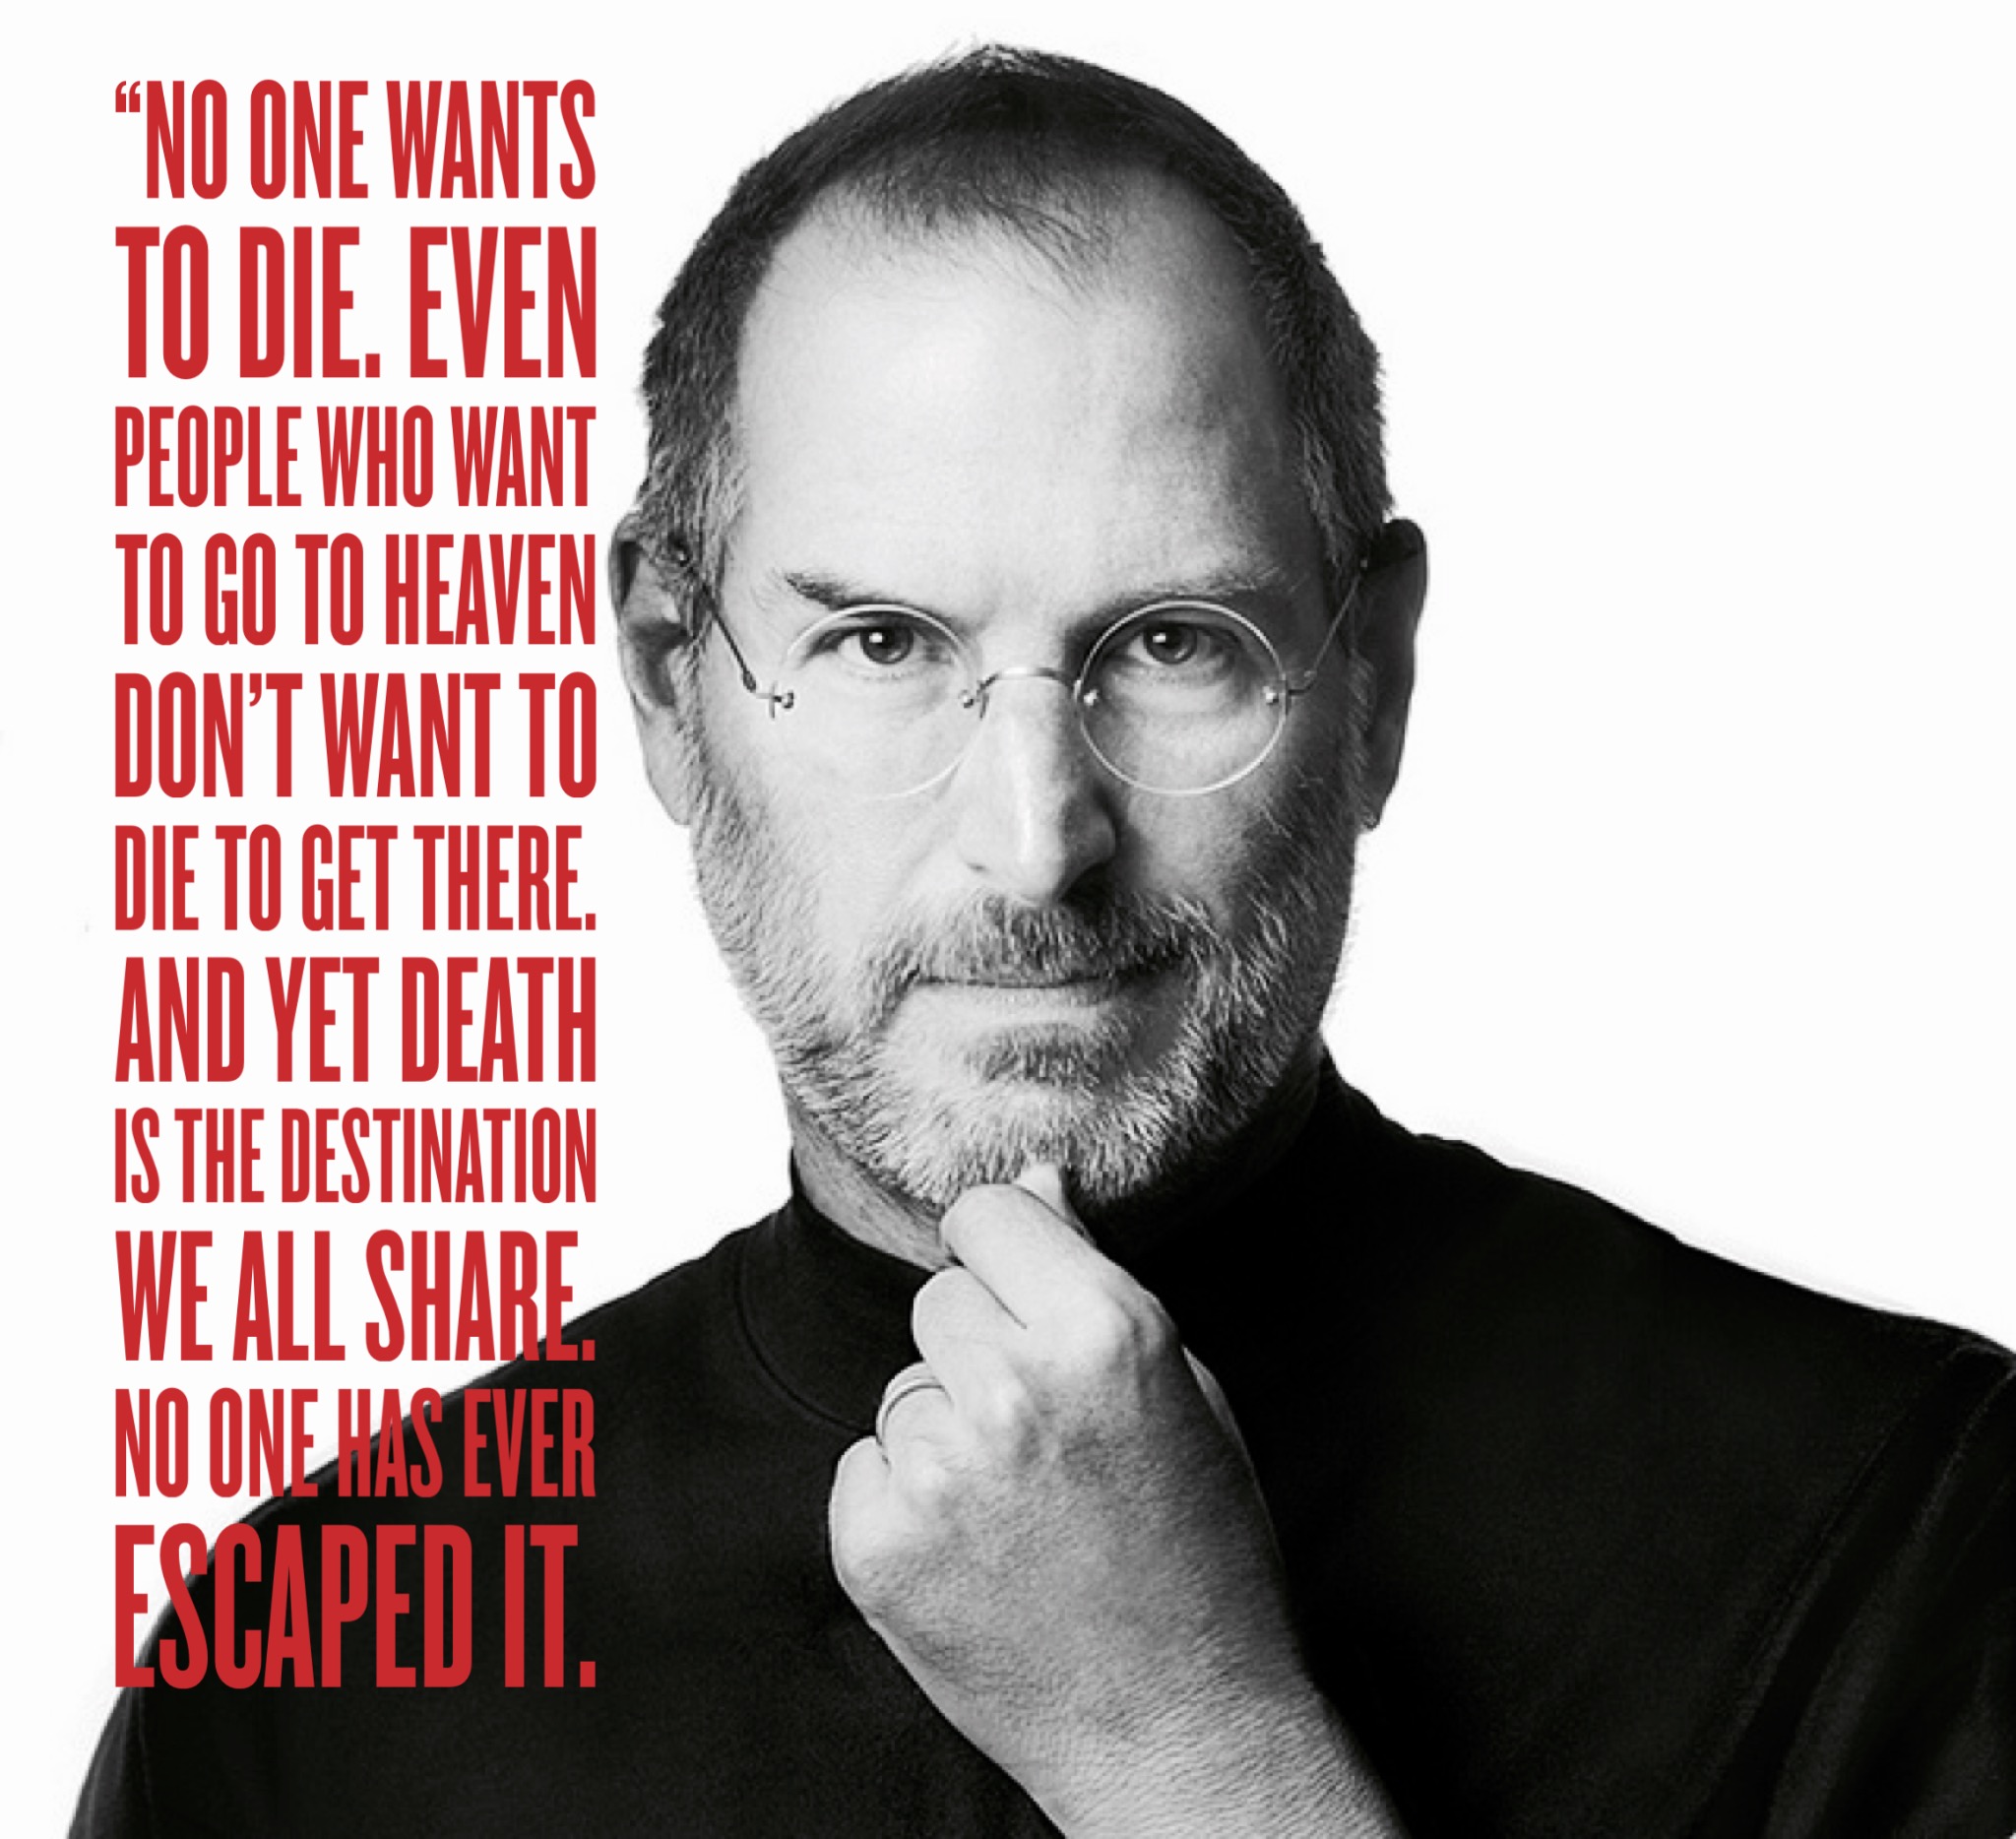 “NO ONE WANTS
TO DIE. EVEN
PEOPLE WHO WANT
TO GO TO HEAVEN
DON’T WANT TO
DIE TO GET THERE.
AND YET DEATH
IS THE DESTINATION
WE ALL SHARE.
NO ONE HAS EVER
ESCAPED IT.